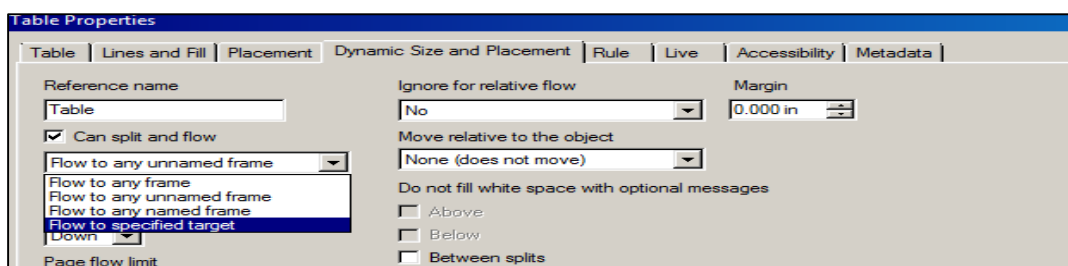 Table Properties
Table Lines and Fill Placement Dynamic Size and Placement Rule Live Accessibility Metadata
Reference name
Table
Can split and flow
Flow to any unnamed frame
Flow to any frame
Flow to any unnamed frame
Flow to any named frame
Flow to specified target
Down
Page flow limit
Ignore for relative flow
No
Move relative to the object
None (does not move)
Do not fill white space with optional messages
Above
Below
Between splits
Margin
0.000 in